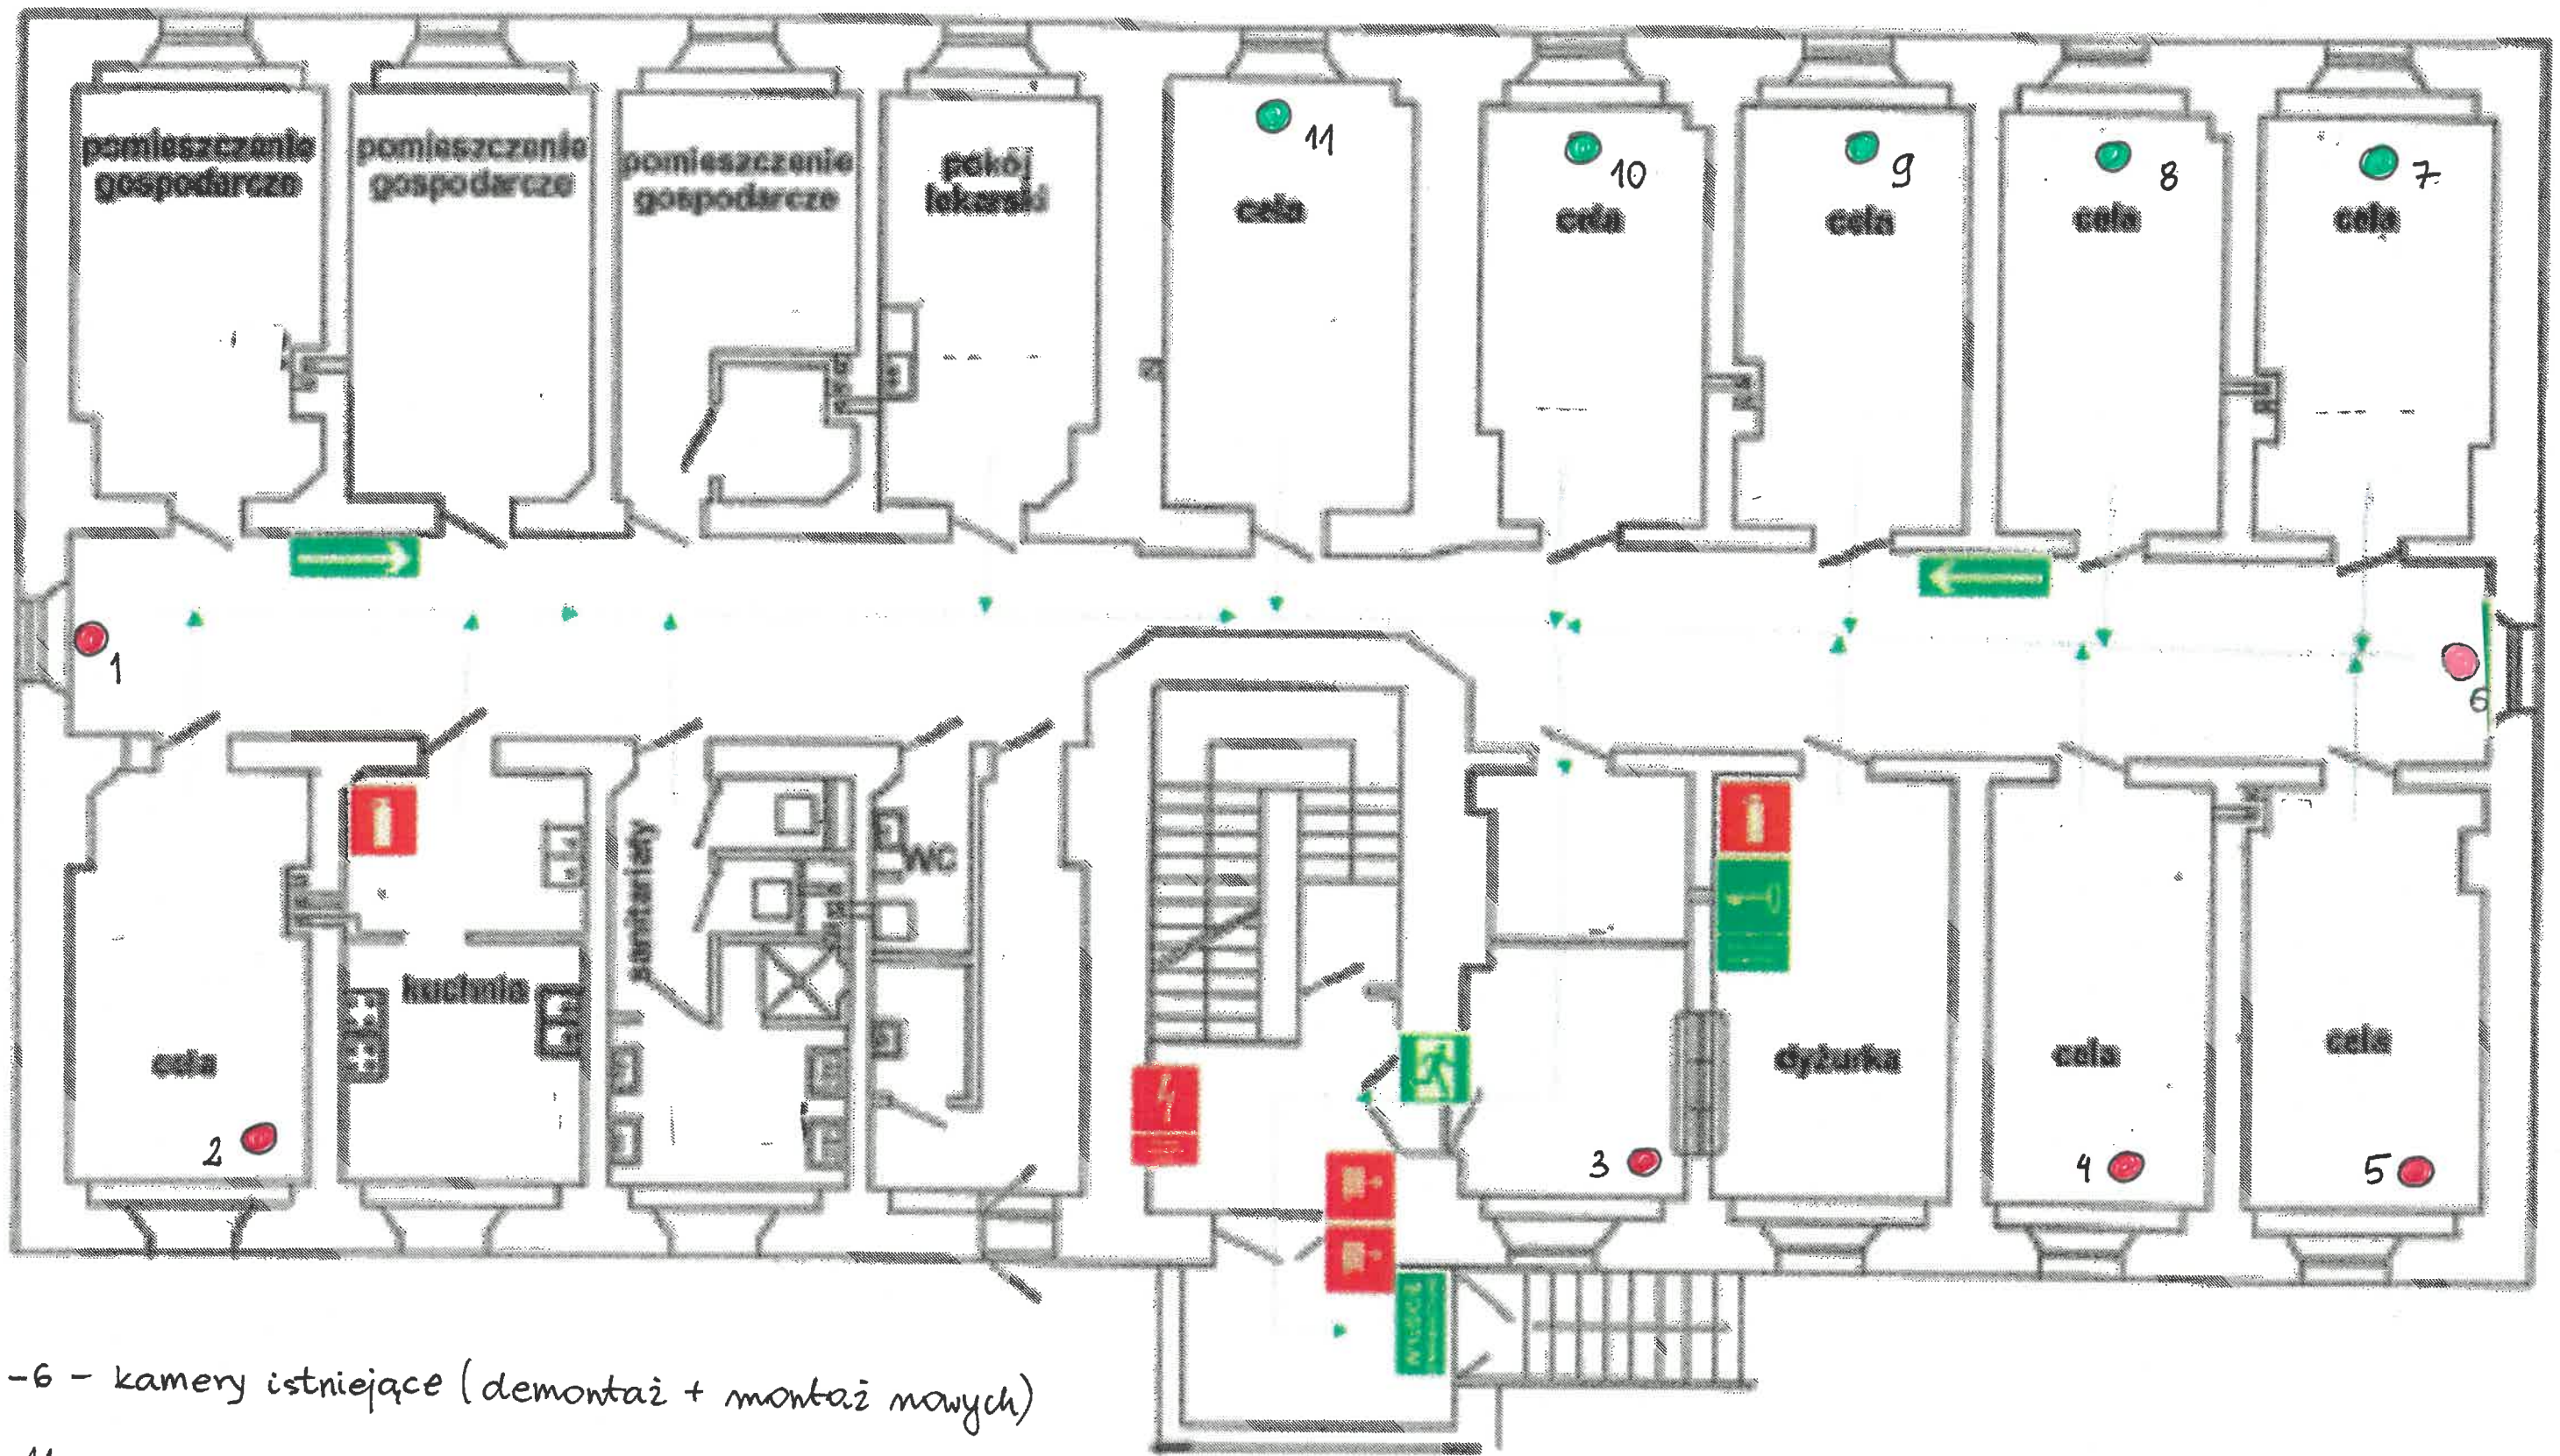 pomieszczenie
gospodarcze
pomieszczenie
gospodarcze
pomieszczenie
gospodarcze
pokój
lekarski
11
cela
10
cela
9
cela
8
cela
7
cela
1
6
sanitariaty
WC
kuchnia
cela
2
3
dyżurka
cela
4
cela
5
-6 - kamery istniejące (demontaż + montaż nowych)
11